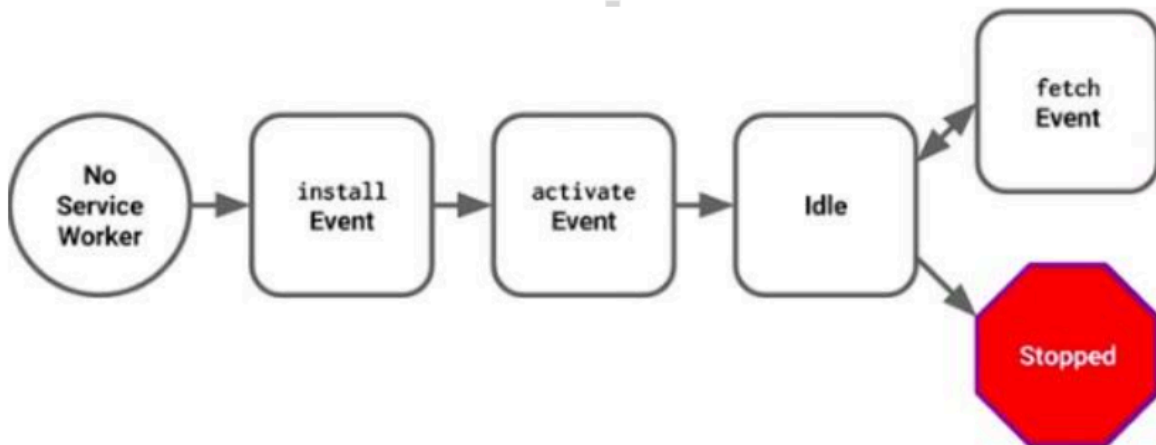 No
Service
Worker
install
Event
activate
Event
Idle
fetch
Event
Stopped